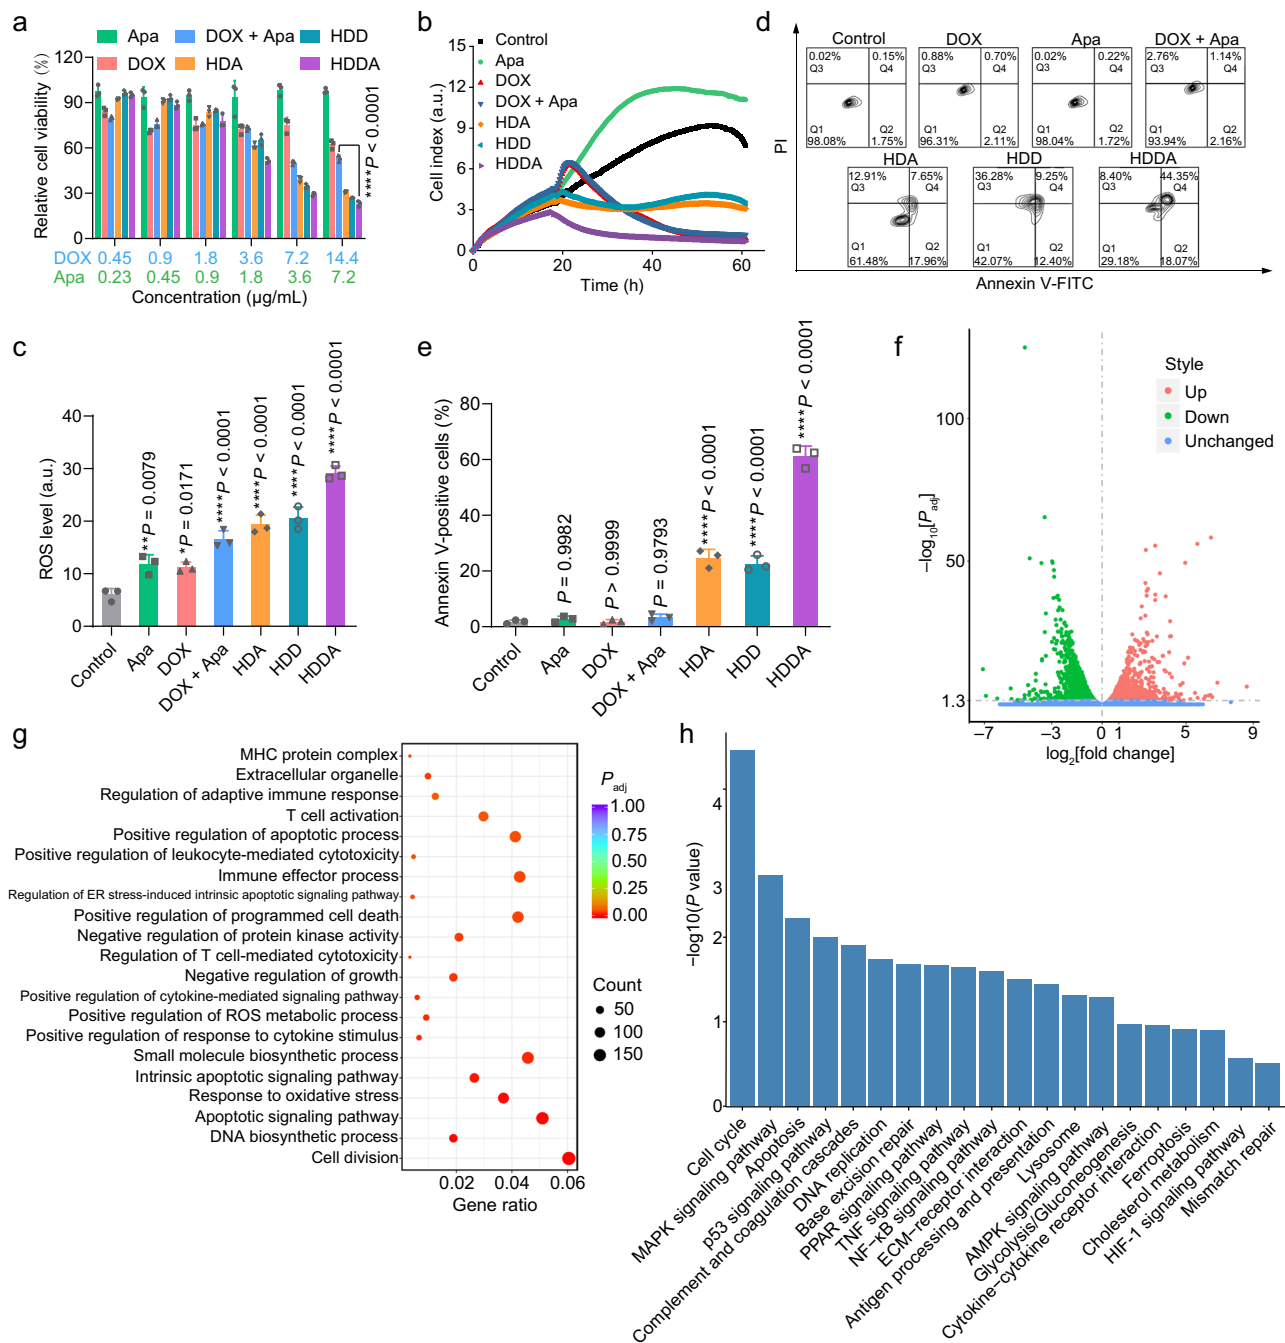 a
Apa
DOX + Apa
HDD
DOX
HDA
HDDA
Relative cell viability (%)
120
90
60
30
0
****P < 0.0001
DOX 0.45 0.9 1.8 3.6 7.2 14.4
Apa 0.23 0.45 0.9 1.8 3.6 7.2
Concentration (µg/mL)
b
Cell index (a.u.)
15
12
9
6
3
0
Control
Apa
DOX
DOX + Apa
HDA
HDD
HDDA
0 20 40 60
Time (h)
d
PI
Control
0.02% 0.15%
Q3 Q4
Q1 Q2
98.08% 1.75%
DOX
0.88% 0.70%
Q3 Q4
Q1 Q2
96.31% 2.11%
Apa
0.02% 0.22%
Q3 Q4
Q1 Q2
98.04% 1.72%
DOX + Apa
2.76% 1.14%
Q3 Q4
Q1 Q2
93.94% 2.16%
HDA
12.91% 7.65%
Q3 Q4
Q1 Q2
61.48% 17.96%
HDD
36.28% 9.25%
Q3 Q4
Q1 Q2
42.07% 12.40%
HDDA
8.40% 44.35%
Q3 Q4
Q1 Q2
29.18% 18.07%
Annexin V-FITC
c
ROS level (a.u.)
40
30
20
10
0
**P = 0.0079
*P = 0.0171
****P < 0.0001
****P < 0.0001
****P < 0.0001
****P < 0.0001
Control
Apa
DOX
DOX + Apa
HDA
HDD
HDDA
e
Annexin V-positive cells (%)
80
60
40
20
0
P = 0.9982
P > 0.9999
P = 0.9793
****P < 0.0001
****P < 0.0001
****P < 0.0001
Control
Apa
DOX
DOX + Apa
HDA
HDD
HDDA
f
−log10[Padj]
100
50
1.3
Style
Up
Down
Unchanged
−7 −3 0 1 5 9
log2[fold change]
g
MHC protein complex
Extracellular organelle
Regulation of adaptive immune response
T cell activation
Positive regulation of apoptotic process
Positive regulation of leukocyte-mediated cytotoxicity
Immune effector process
Regulation of ER stress-induced intrinsic apoptotic signaling pathway
Positive regulation of programmed cell death
Negative regulation of protein kinase activity
Regulation of T cell-mediated cytotoxicity
Negative regulation of growth
Positive regulation of cytokine-mediated signaling pathway
Positive regulation of ROS metabolic process
Positive regulation of response to cytokine stimulus
Small molecule biosynthetic process
Intrinsic apoptotic signaling pathway
Response to oxidative stress
Apoptotic signaling pathway
DNA biosynthetic process
Cell division
0.02 0.04 0.06
Gene ratio
Padj
1.00
0.75
0.50
0.25
0.00
Count
50
100
150
h
−log10(P value)
4
3
2
1
0
Cell cycle
MAPK signaling pathway
Apoptosis
p53 signaling pathway
Complement and coagulation cascades
DNA replication
Base excision repair
PPAR signaling pathway
TNF signaling pathway
NF−kB signaling pathway
ECM−receptor interaction
Antigen processing and presentation
Lysosome
AMPK signaling pathway
Glycolysis/Gluconeogenesis
Cytokine−cytokine receptor interaction
Ferroptosis
Cholesterol metabolism
HIF-1 signaling pathway
Mismatch repair